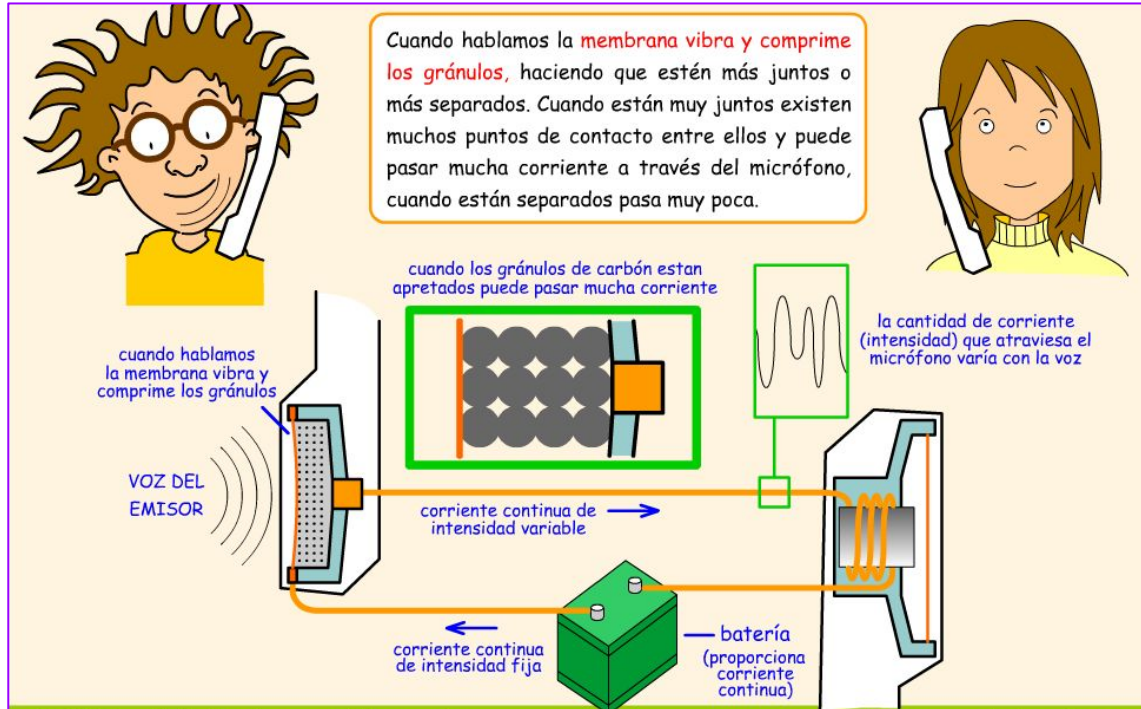 Cuando hablamos la membrana vibra y comprime
los gránulos, haciendo que estén más juntos o
más separados. Cuando están muy juntos existen
muchos puntos de contacto entre ellos y puede
pasar mucha corriente a través del micrófono,
cuando están separados pasa muy poca.
cuando los gránulos de carbón estan
apretados puede pasar mucha corriente
la cantidad de corriente
(intensidad) que atraviesa el
micrófono varía con la voz
cuando hablamos
la membrana vibra y
comprime los gránulos
VOZ DEL
EMISOR
corriente continua de
intensidad variable
corriente continua
de intensidad fija
batería
(proporciona
corriente
continua)